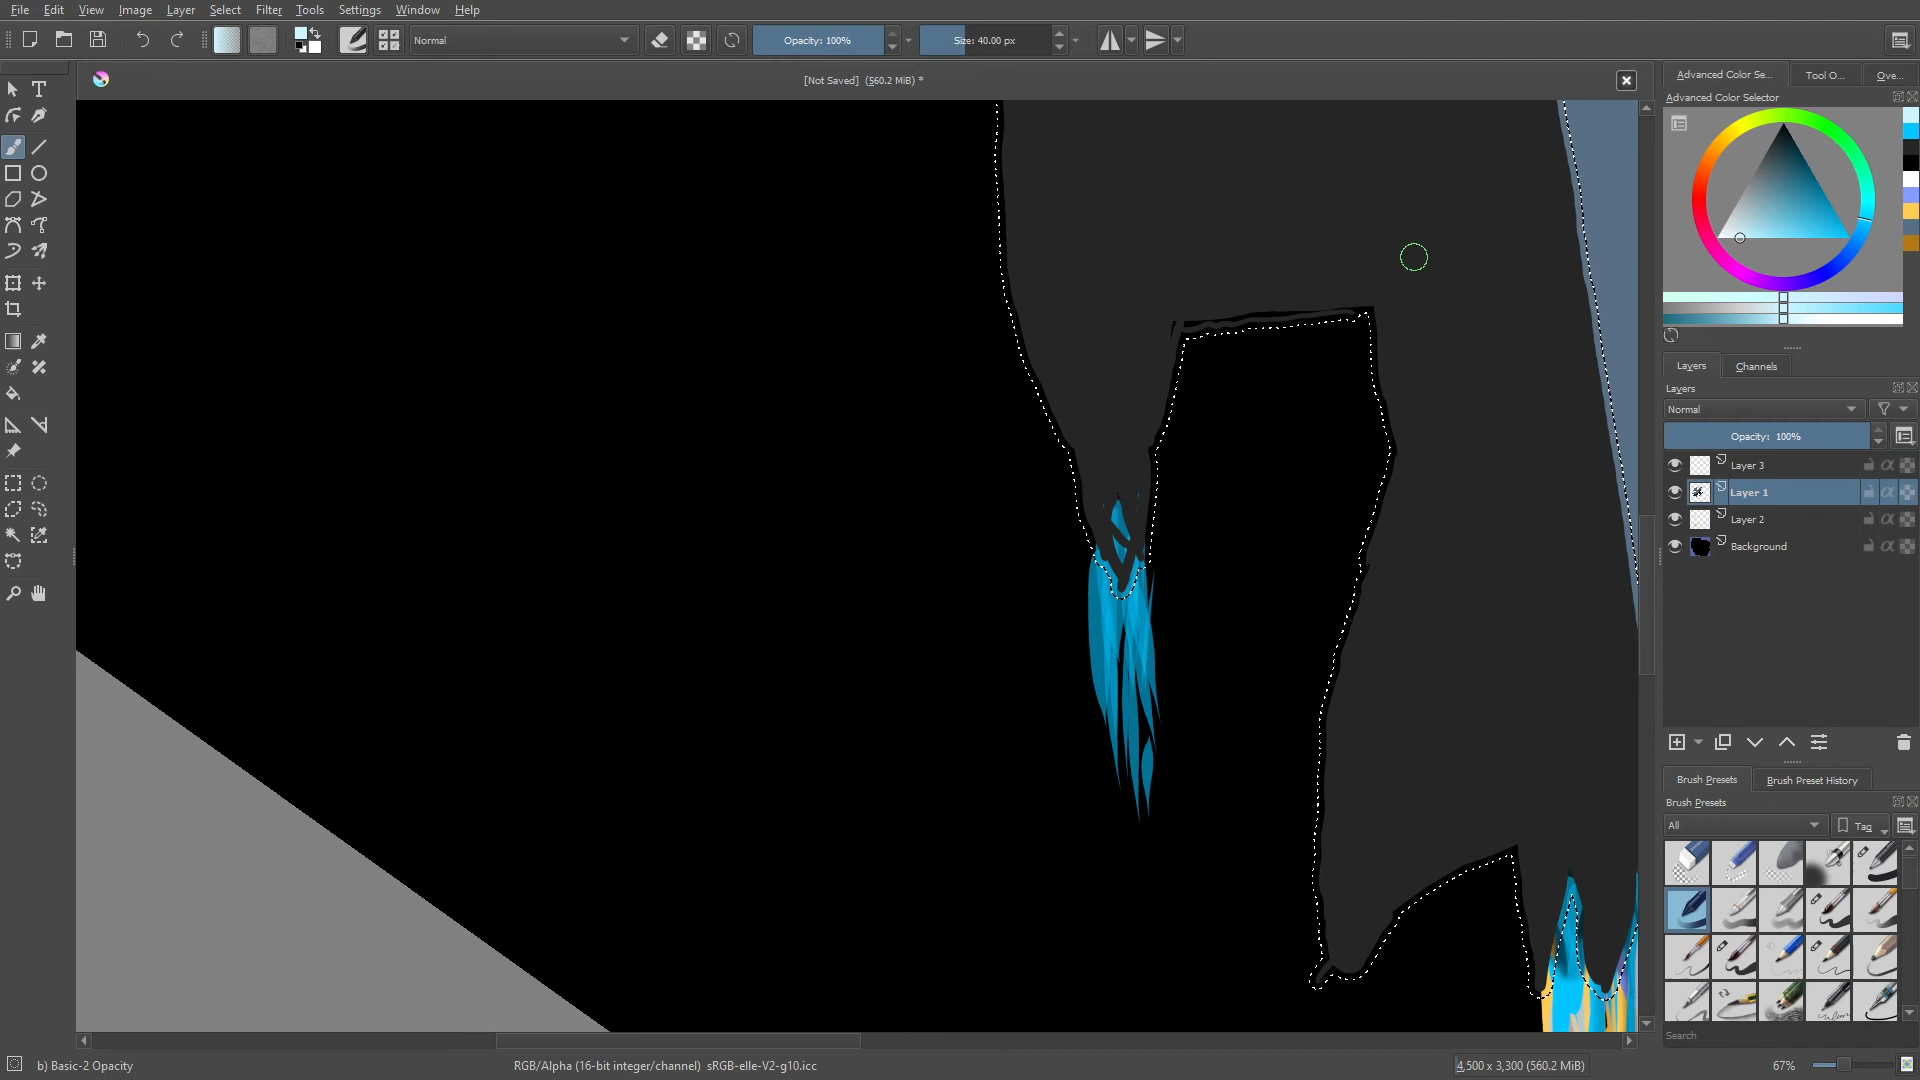 File Edit View Image Layer Select Filter Tools Settings Window Help
Normal
Opacity: 100%
Size: 40.00 px
[Not Saved] (560.2 MiB) *
Advanced Color Se... Tool O... Ove...
Advanced Color Selector
Layers Channels
Layers
Normal
Opacity: 100%
Layer 3
Layer 1
Layer 2
Background
Brush Presets Brush Preset History
Brush Presets
All Tag
Search
b) Basic-2 Opacity
RGB/Alpha (16-bit integer/channel) sRGB-elle-V2-g10.icc
4,500 x 3,300 (560.2 MiB)
67%